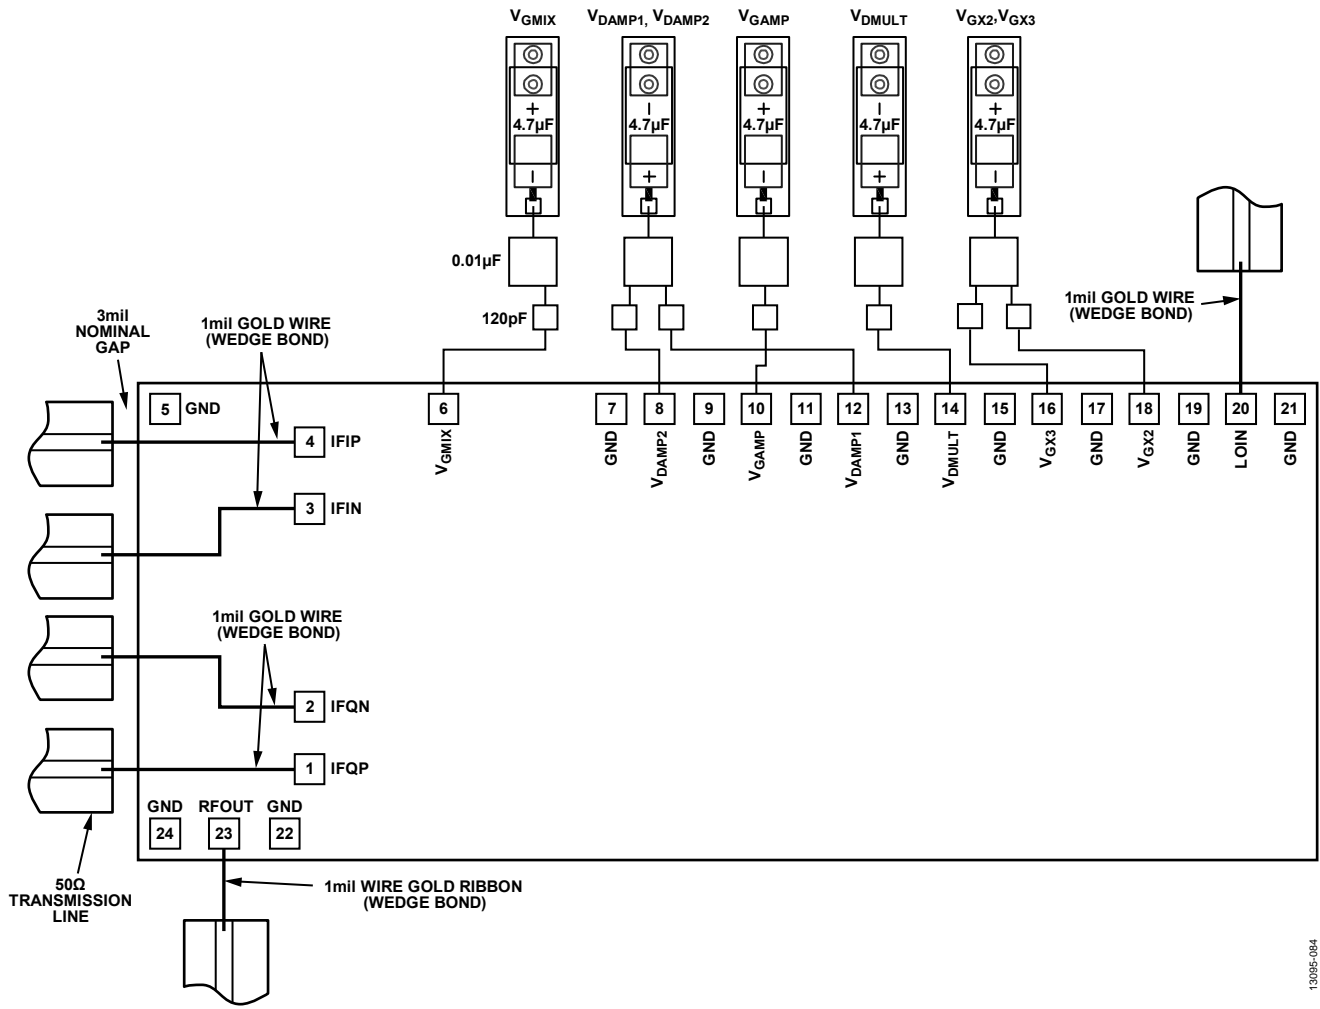 VGMIX
VDAMP1, VDAMP2
VGAMP
VDMULT
VGX2,VGX3
+
4.7µF
–
–
4.7µF
+
+
4.7µF
–
–
4.7µF
+
+
4.7µF
–
0.01µF
120pF
1mil GOLD WIRE
(WEDGE BOND)
3mil
NOMINAL
GAP
1mil GOLD WIRE
(WEDGE BOND)
5 GND
6
7
8
9
10
11
12
13
14
15
16
17
18
19
20
21
VGMIX
GND
VDAMP2
GND
VGAMP
GND
VDAMP1
GND
VDMULT
GND
VGX3
GND
VGX2
GND
LOIN
GND
4 IFIP
3 IFIN
1mil GOLD WIRE
(WEDGE BOND)
2 IFQN
1 IFQP
GND RFOUT GND
24 23 22
50Ω
TRANSMISSION
LINE
1mil WIRE GOLD RIBBON
(WEDGE BOND)
13095-084